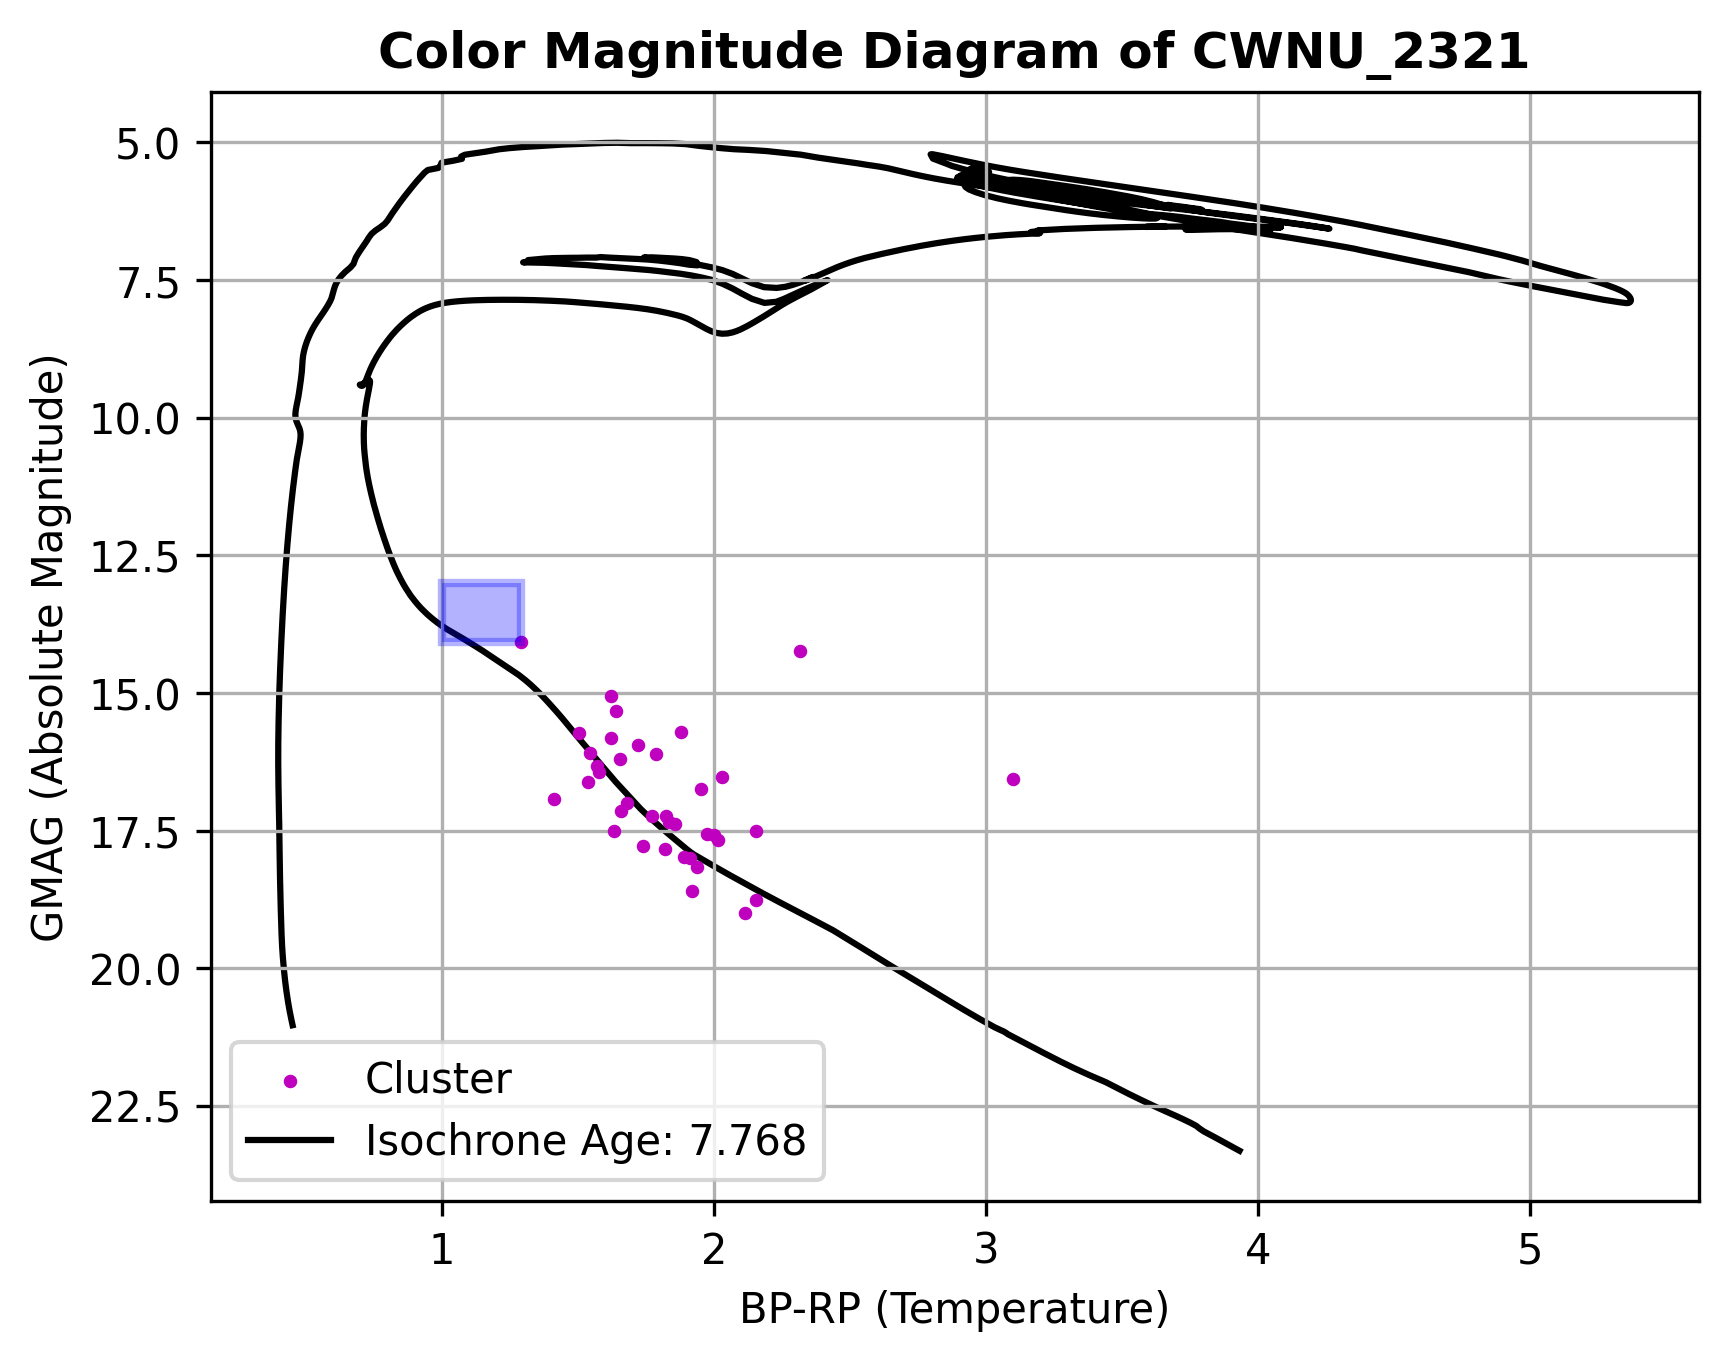 Color Magnitude Diagram of CWNU_2321
GMAG (Absolute Magnitude)
5.0
7.5
10.0
12.5
15.0
17.5
20.0
22.5
Cluster
Isochrone Age: 7.768
1 2 3 4 5
BP-RP (Temperature)